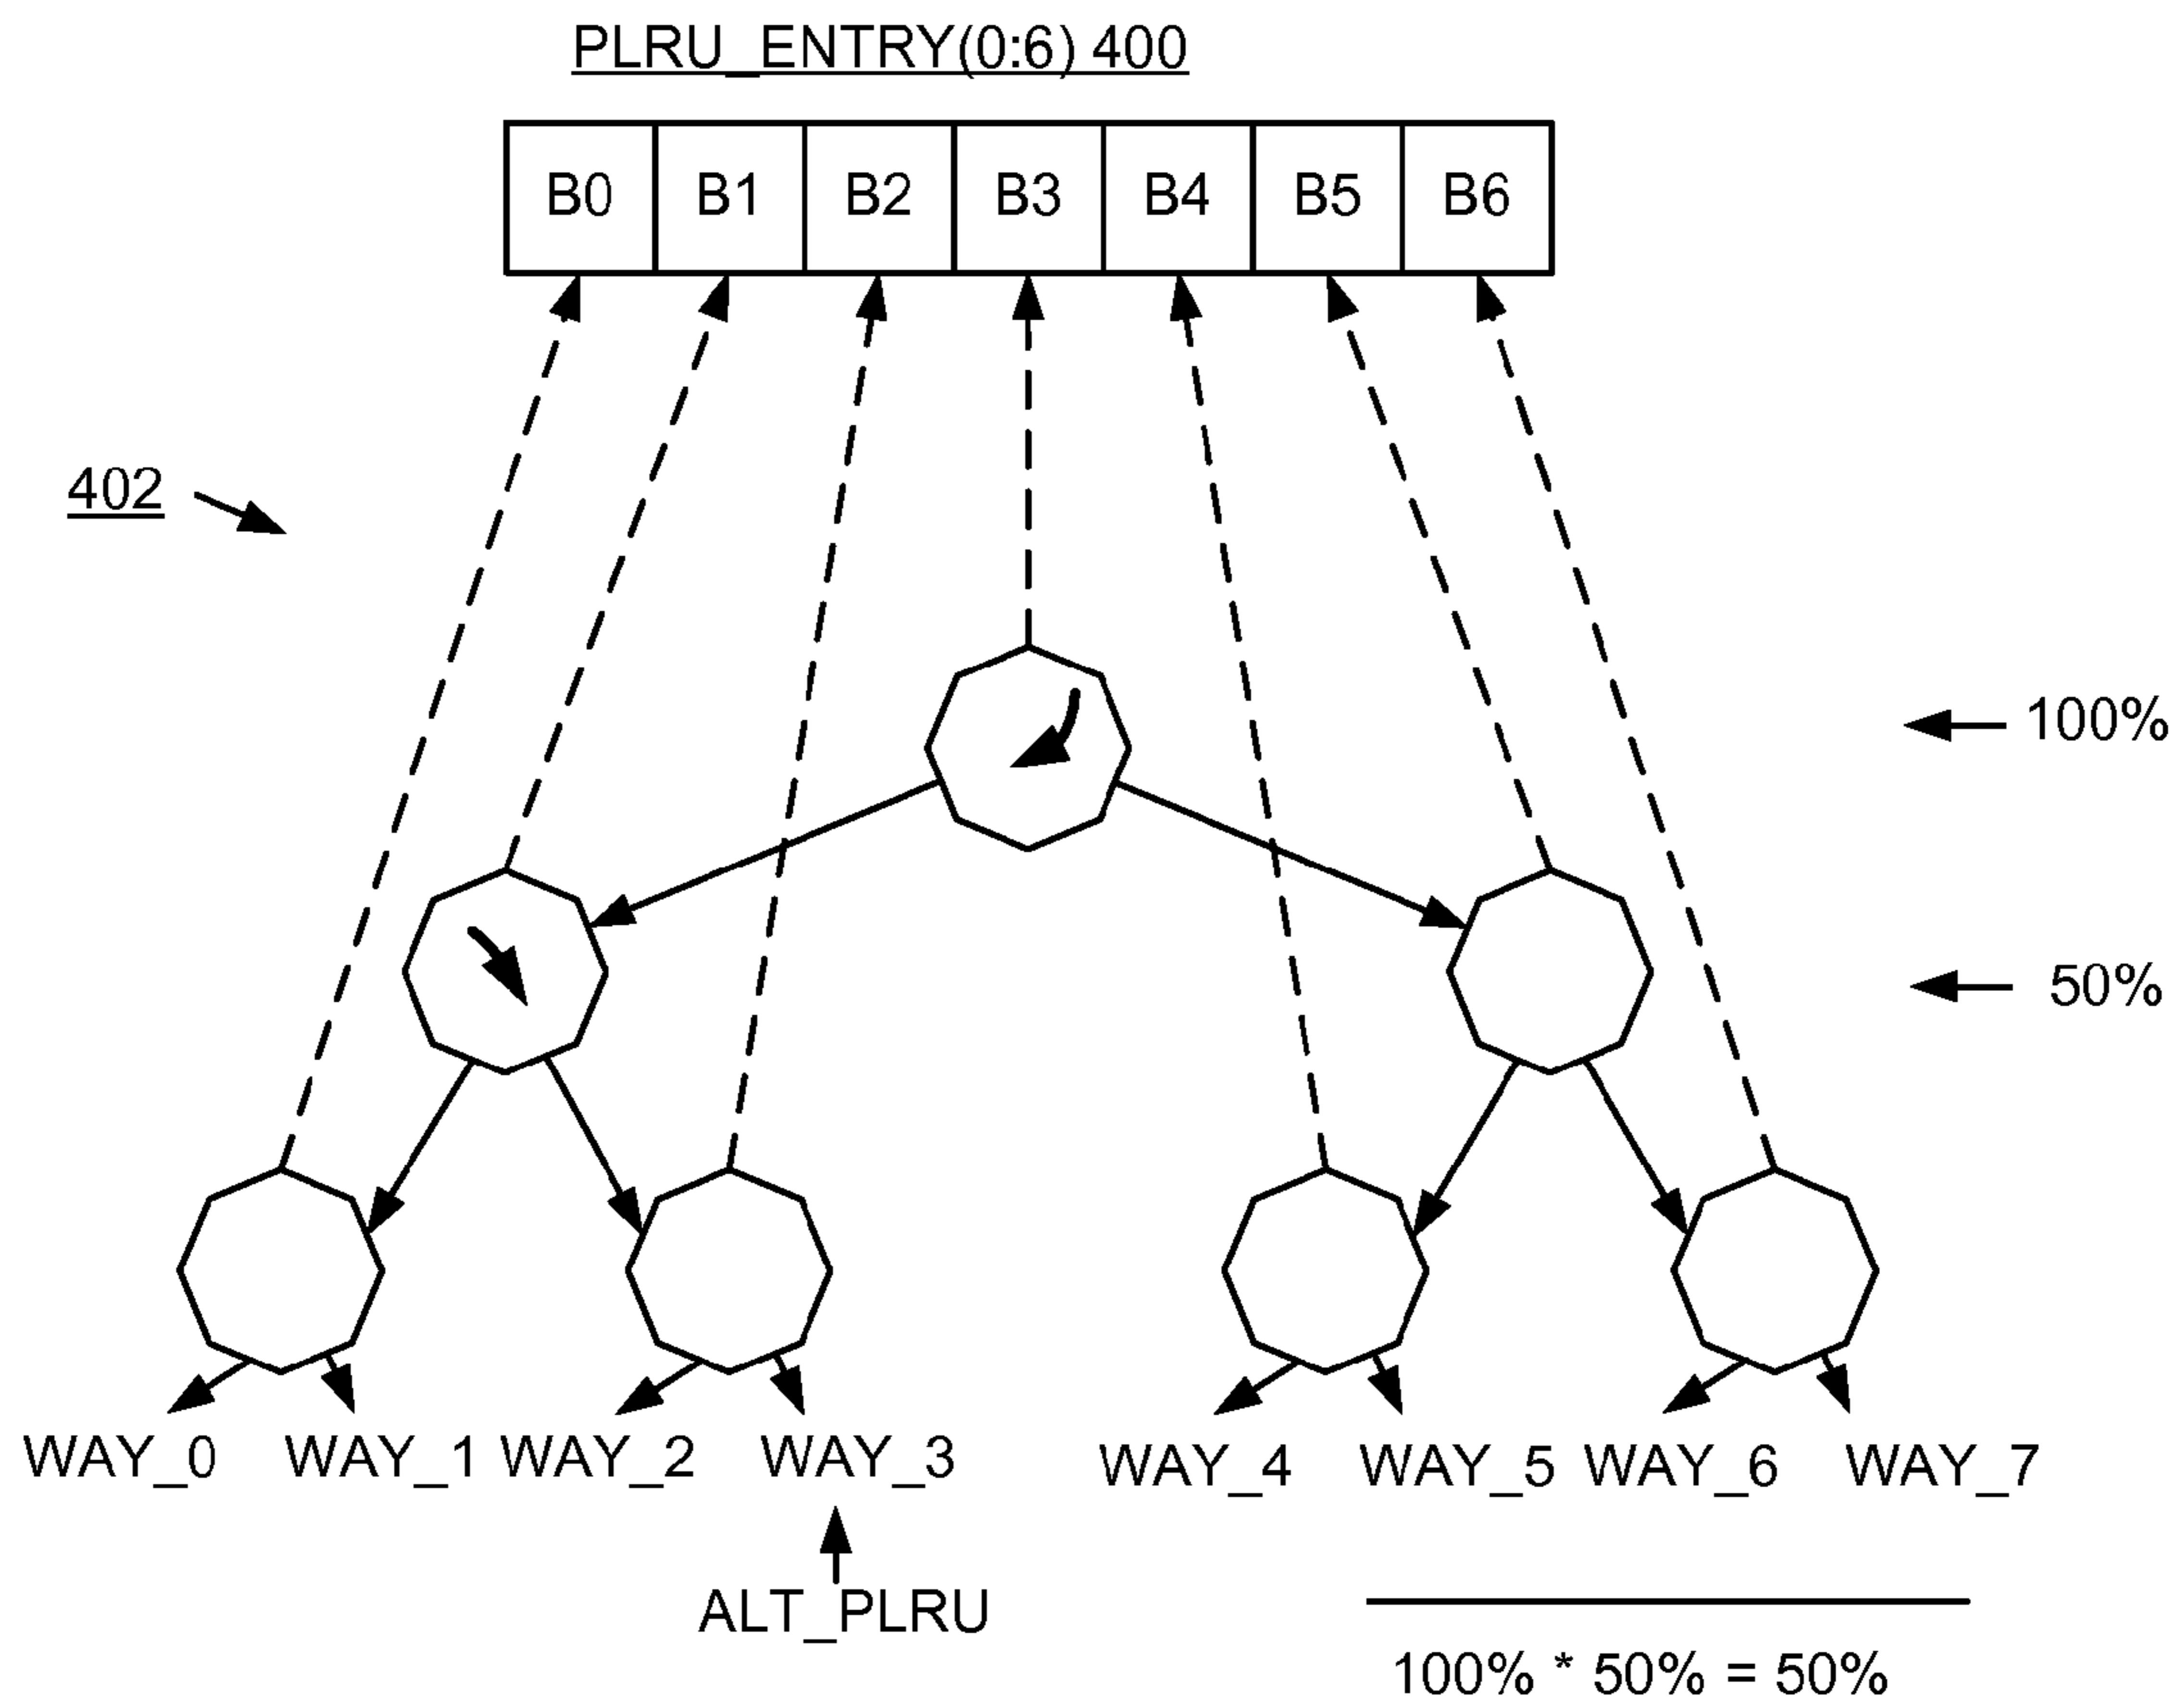 PLRU_ENTRY(0:6) 400
B0 B1 B2 B3 B4 B5 B6
402
100%
50%
WAY_0 WAY_1 WAY_2 WAY_3 WAY_4 WAY_5 WAY_6 WAY_7
ALT_PLRU
100% * 50% = 50%